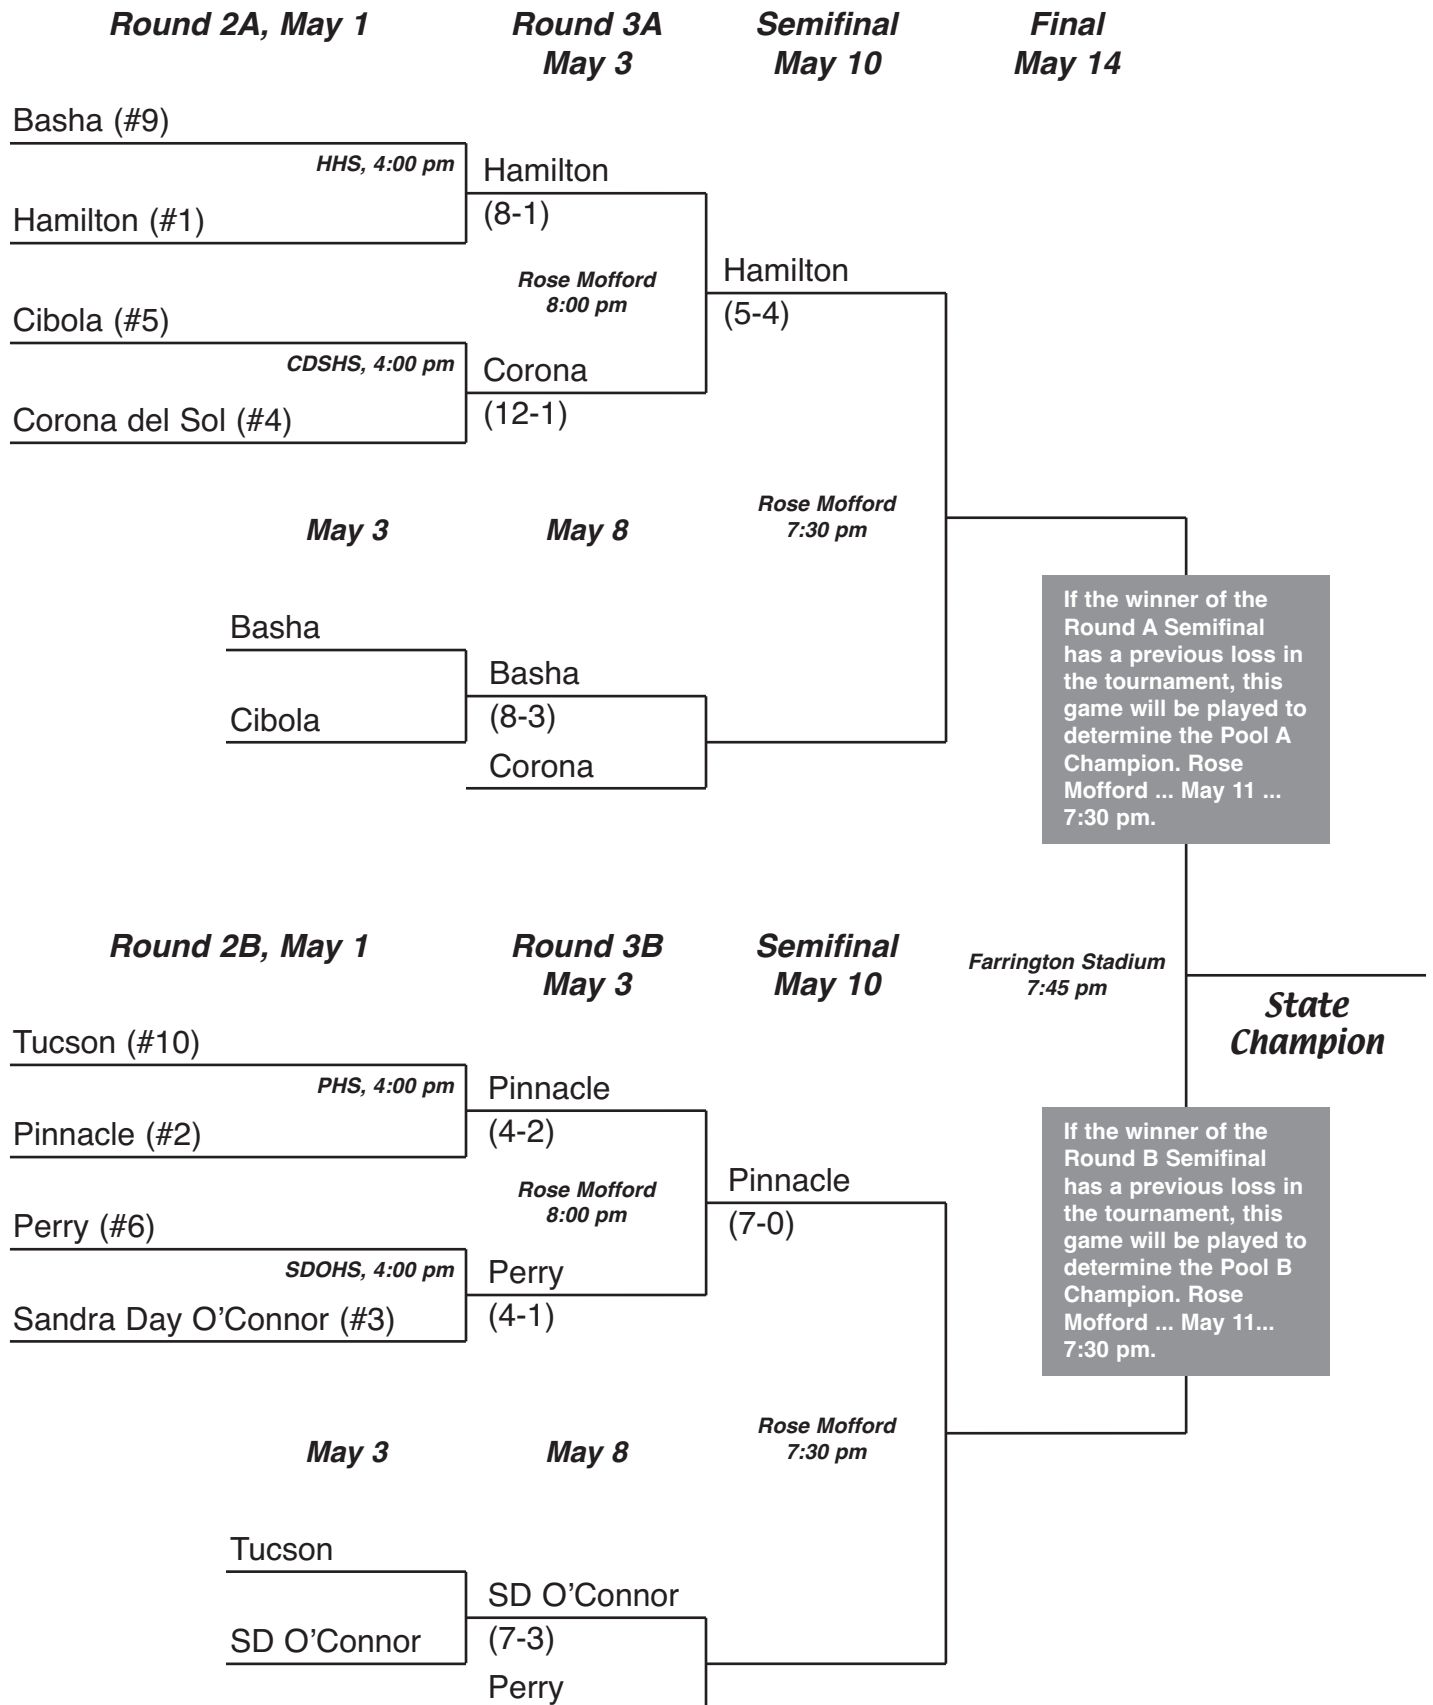 Round 2A, May 1
Round 3A
May 3
Semifinal
May 10
Final
May 14
Basha (#9)
HHS, 4:00 pm
Hamilton (#1)
Hamilton
(8-1)
Cibola (#5)
CDSHS, 4:00 pm
Corona del Sol (#4)
Corona
(12-1)
Rose Mofford
8:00 pm
Hamilton
(5-4)
May 3
May 8
Rose Mofford
7:30 pm
Basha
Cibola
Basha
(8-3)
Corona
If the winner of the
Round A Semifinal
has a previous loss in
the tournament, this
game will be played to
determine the Pool A
Champion. Rose
Mofford ... May 11 ...
7:30 pm.
Round 2B, May 1
Round 3B
May 3
Semifinal
May 10
Farrington Stadium
7:45 pm
State
Champion
Tucson (#10)
PHS, 4:00 pm
Pinnacle (#2)
Pinnacle
(4-2)
Perry (#6)
SDOHS, 4:00 pm
Sandra Day O’Connor (#3)
Perry
(4-1)
Rose Mofford
8:00 pm
Pinnacle
(7-0)
If the winner of the
Round B Semifinal
has a previous loss in
the tournament, this
game will be played to
determine the Pool B
Champion. Rose
Mofford ... May 11...
7:30 pm.
May 3
May 8
Rose Mofford
7:30 pm
Tucson
SD O’Connor
SD O’Connor
(7-3)
Perry